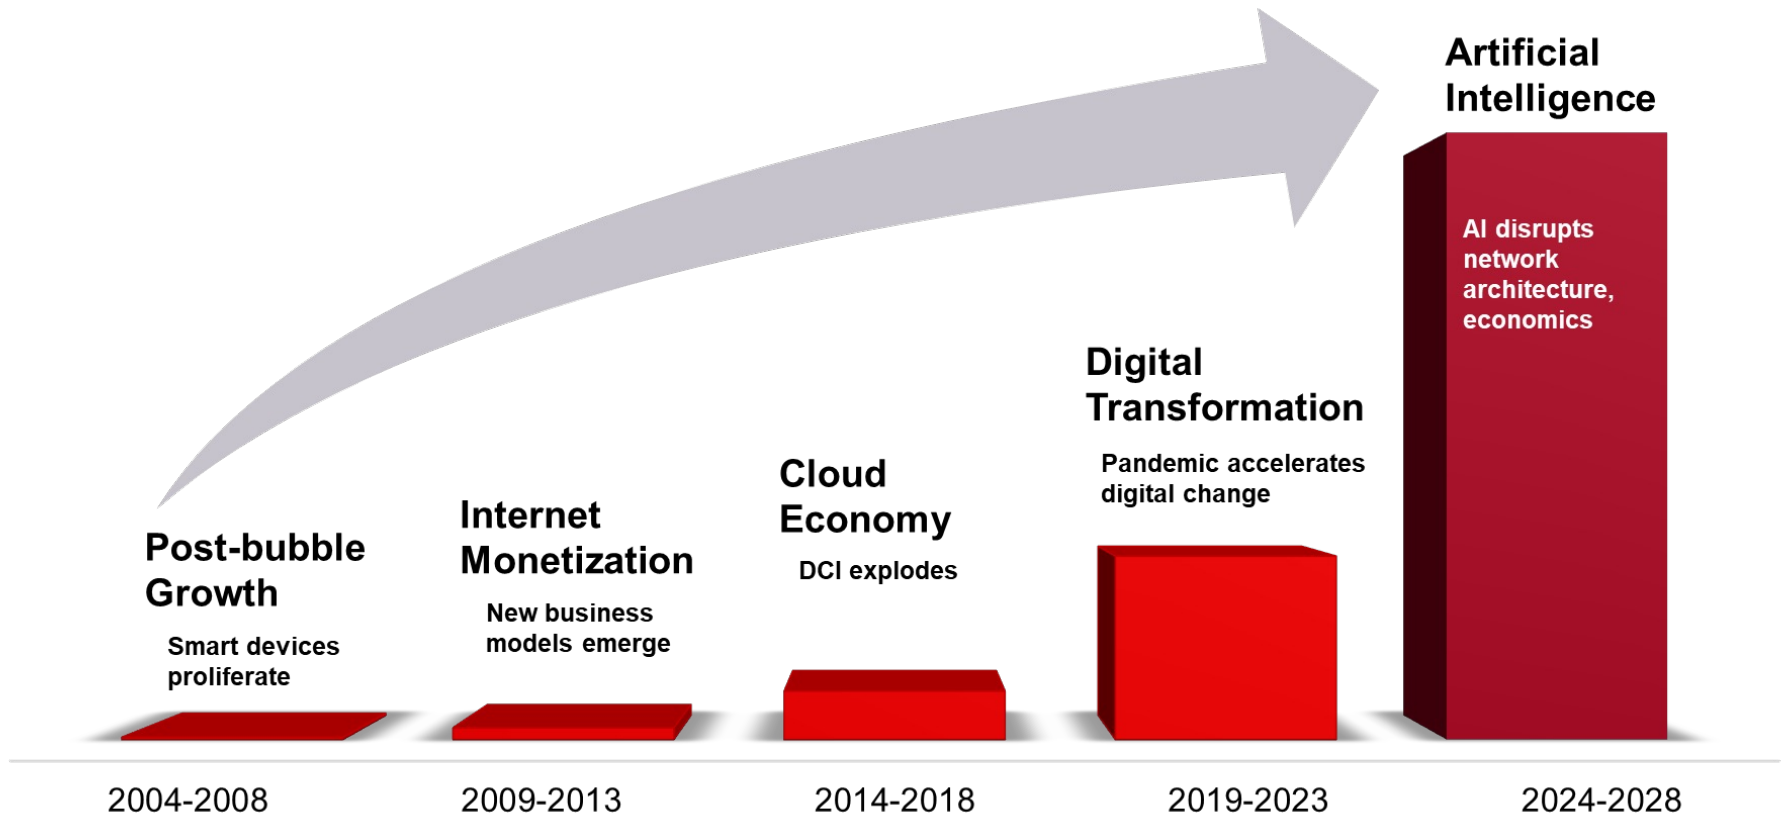 Artificial
Intelligence
AI disrupts
network
architecture,
economics
Digital
Transformation
Pandemic accelerates
digital change
Cloud
Economy
DCI explodes
Internet
Monetization
New business
models emerge
Post-bubble
Growth
Smart devices
proliferate
2004-2008
2009-2013
2014-2018
2019-2023
2024-2028